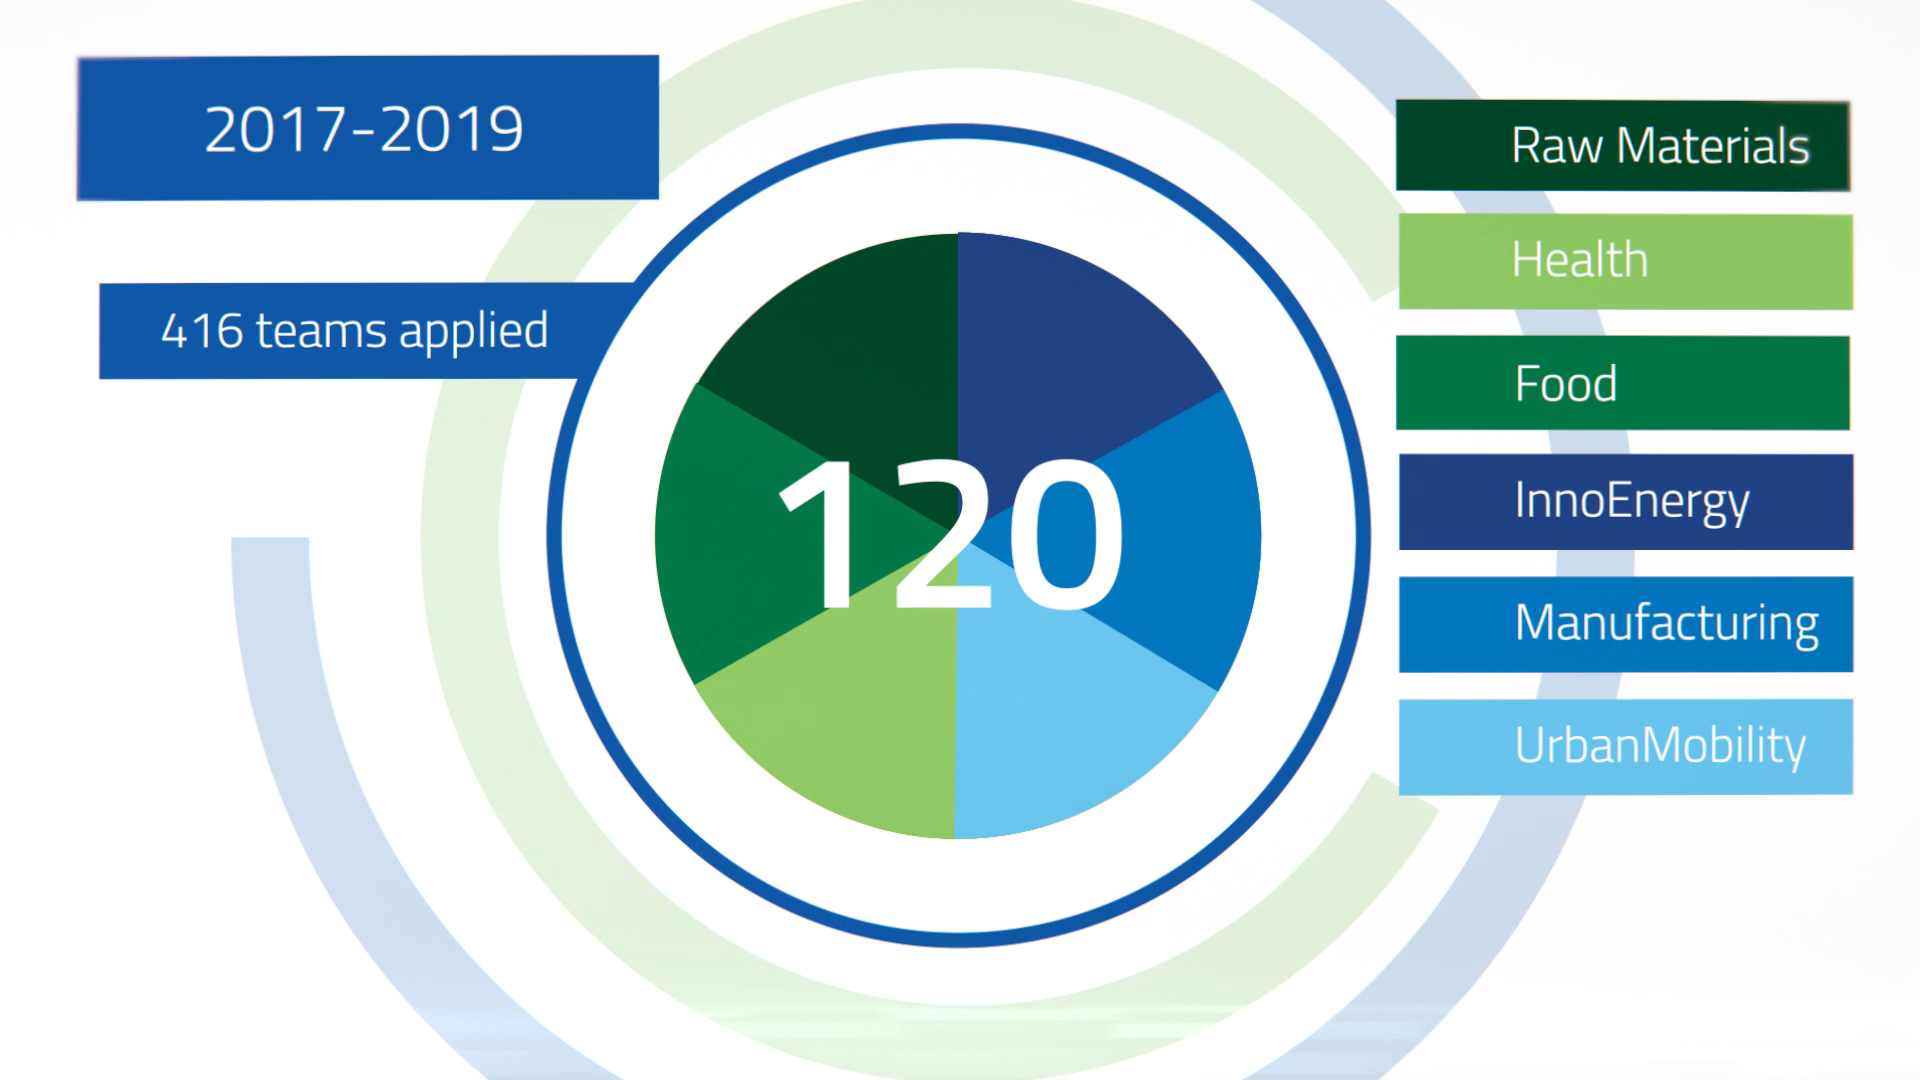 2017-2019
416 teams applied
120
Raw Materials
Health
Food
InnoEnergy
Manufacturing
UrbanMobility